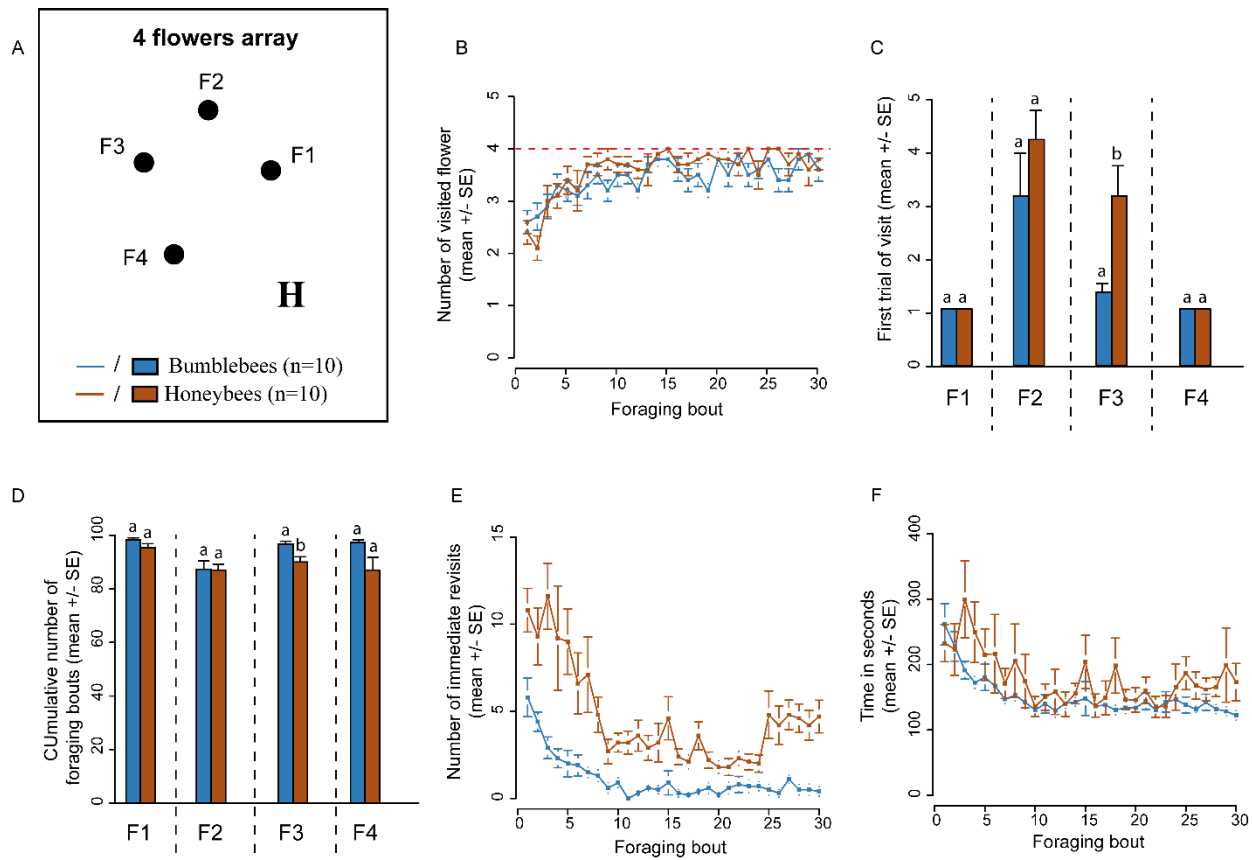 A
4 flowers array
F2
F3
F1
F4
H
/ Bumblebees (n=10)
/ Honeybees (n=10)
B
Number of visited flower
(mean +/- SE)
5
4
3
2
1
0
0 5 10 15 20 25 30
Foraging bout
C
First trial of visit (mean +/- SE)
5
4
3
2
1
0
a a
a a
a b
a a
F1 F2 F3 F4
D
CUmulative number of
foraging bouts (mean +/- SE)
100
80
60
40
20
0
a a
a a
a b
a a
F1 F2 F3 F4
E
Number of immediate revisits
(mean +/- SE)
15
10
5
0
0 5 10 15 20 25 30
Foraging bout
F
Time in seconds
(mean +/- SE)
400
300
200
100
0
0 5 10 15 20 25 30
Foraging bout